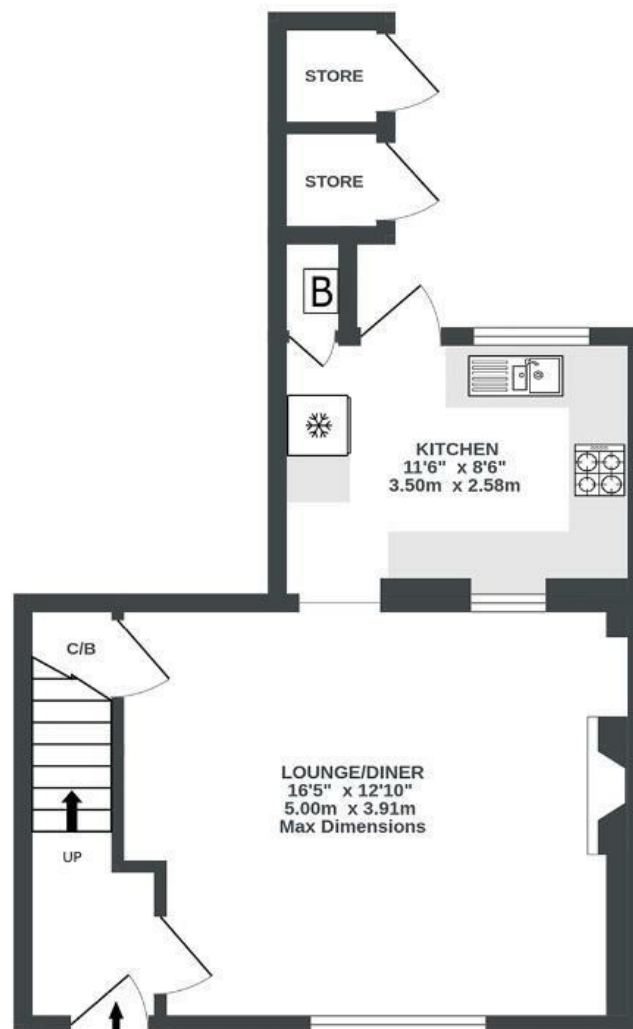 STORE
STORE
B
KITCHEN
11'6" x 8'6"
3.50m x 2.58m
C/B
LOUNGE/DINER
16'5" x 12'10"
5.00m x 3.91m
Max Dimensions
UP